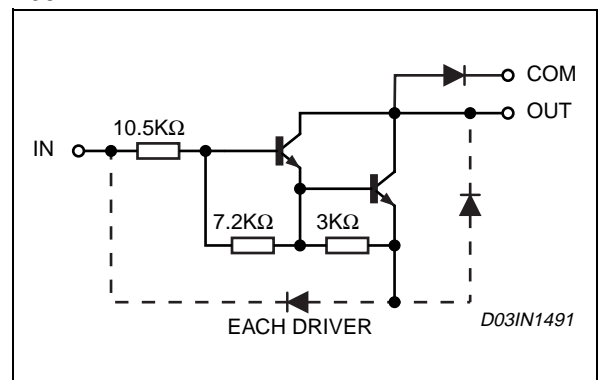 COM
OUT
10.5KΩ
IN
7.2KΩ 3KΩ
EACH DRIVER
D03IN1491